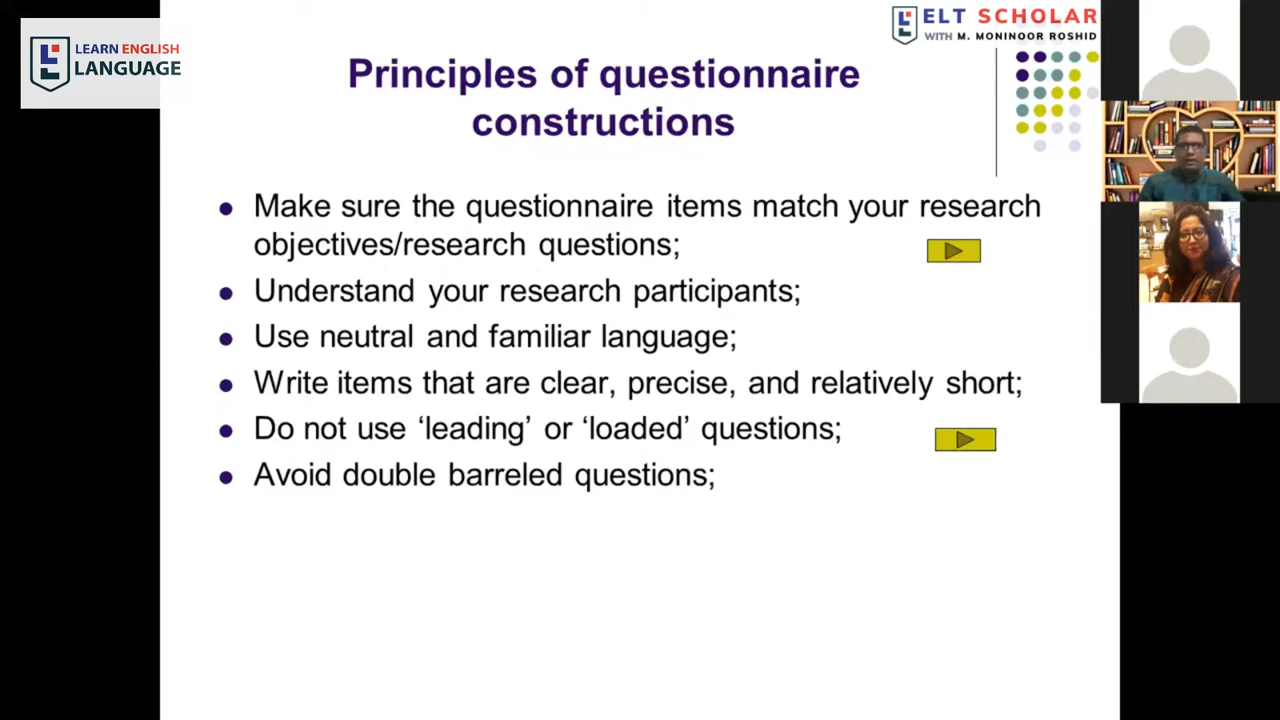 LEARN ENGLISH
LANGUAGE
ELT SCHOLAR
WITH M. MONINOOR ROSHID
Principles of questionnaire
constructions
Make sure the questionnaire items match your research
objectives/research questions;
Understand your research participants;
Use neutral and familiar language;
Write items that are clear, precise, and relatively short;
Do not use ‘leading’ or ‘loaded’ questions;
Avoid double barreled questions;